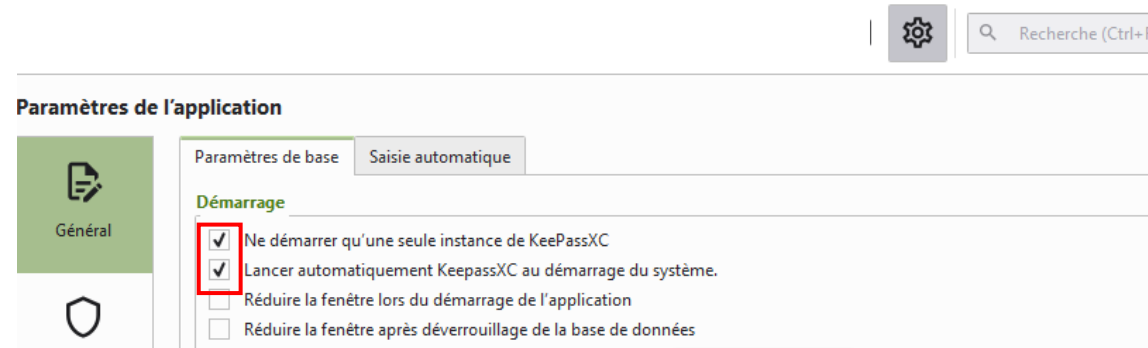 Recherche (Ctrl+
Paramètres de l'application
Paramètres de base
Saisie automatique
Démarrage
Général
Ne démarrer qu'une seule instance de KeePassXC
Lancer automatiquement KeepassXC au démarrage du système.
Réduire la fenêtre lors du démarrage de l'application
Réduire la fenêtre après déverrouillage de la base de données